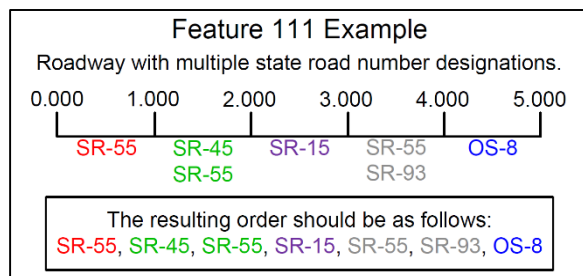 Feature 111 Example
Roadway with multiple state road number designations.
0.000 1.000 2.000 3.000 4.000 5.000
SR-55 SR-45 SR-15 SR-55 OS-8
SR-55 SR-93
The resulting order should be as follows:
SR-55, SR-45, SR-55, SR-15, SR-55, SR-93, OS-8